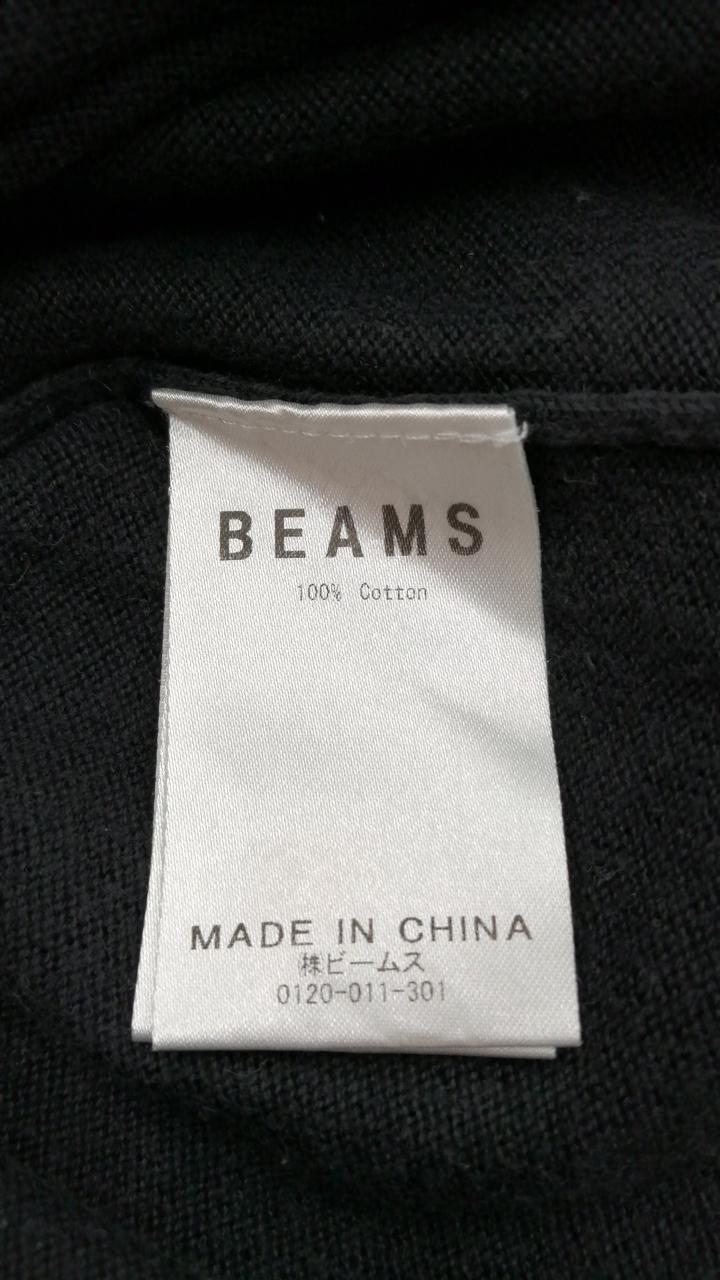 BEAMS
100% Cotton
MADE IN CHINA
㈱ビームス
0120-011-301